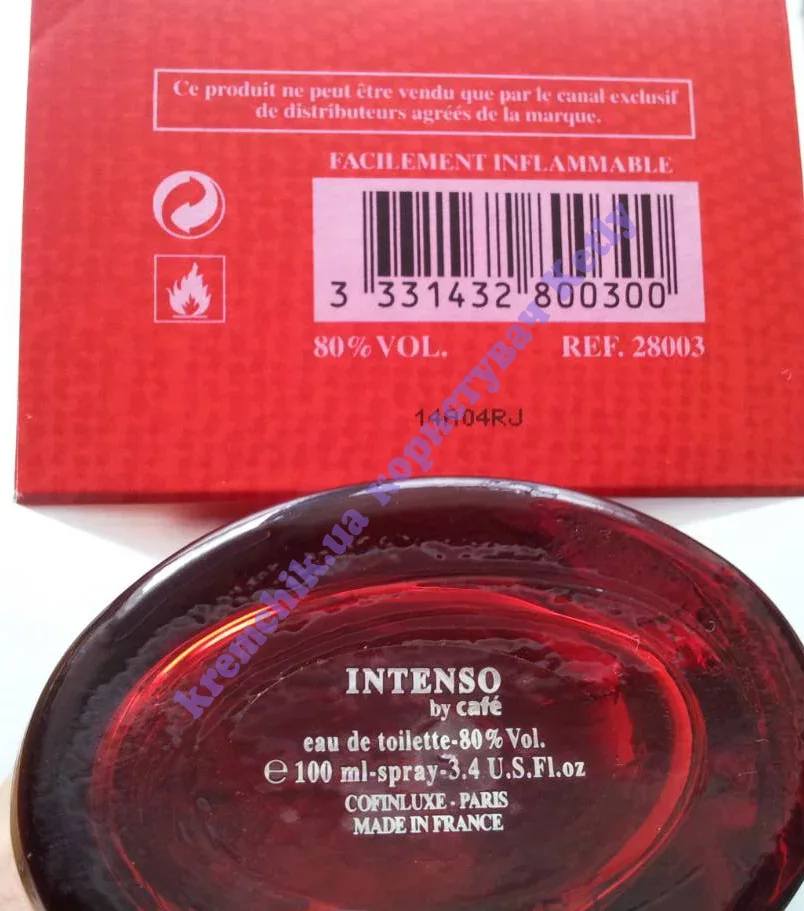 Ce produit ne peut être vendu que par le canal exclusif
de distributeurs agréés de la marque.
FACILEMENT INFLAMMABLE
3 331432 800300
80% VOL. REF. 28003
14A04RJ
kremchik.ua Користувач Ketly
INTENSO
by café
eau de toilette-80% Vol.
℮ 100 ml-spray-3.4 U.S.Fl.oz
COFINLUXE - PARIS
MADE IN FRANCE